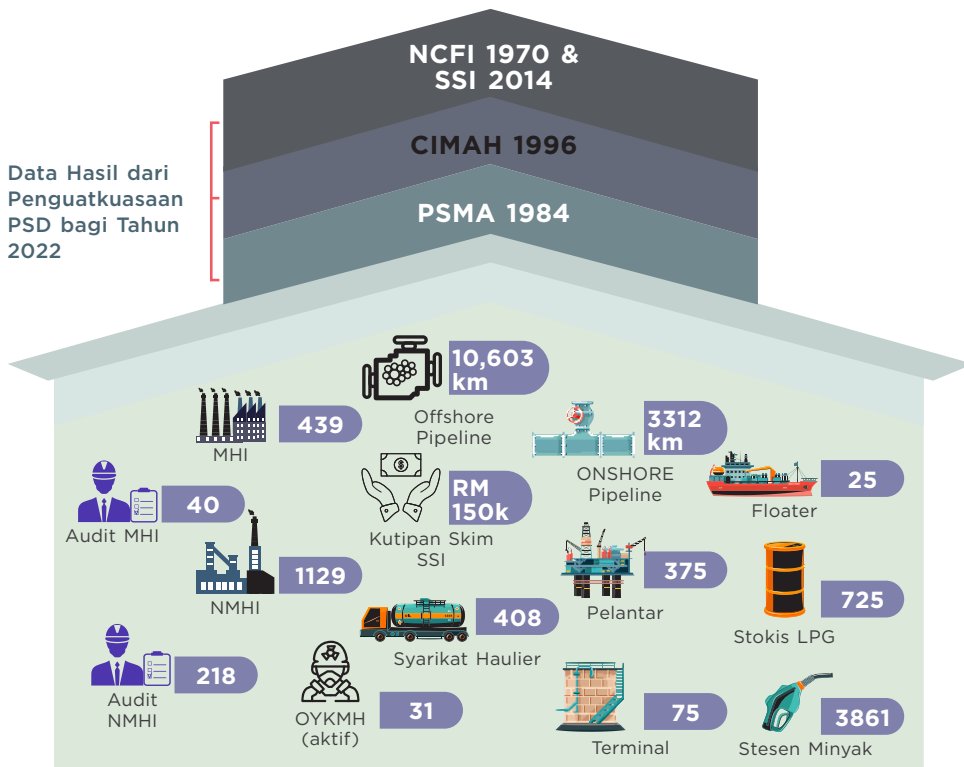 NCFI 1970 &
SSI 2014
CIMAH 1996
PSMA 1984
Data Hasil dari
Penguatkuasaan
PSD bagi Tahun
2022
10,603
km
Offshore
Pipeline
439
MHI
3312
km
ONSHORE
Pipeline
25
Floater
40
Audit MHI
RM
150k
Kutipan Skim
SSI
1129
NMHI
375
Pelantar
725
Stokis LPG
408
Syarikat Haulier
218
Audit
NMHI
31
OYKMH
(aktif)
75
Terminal
3861
Stesen Minyak